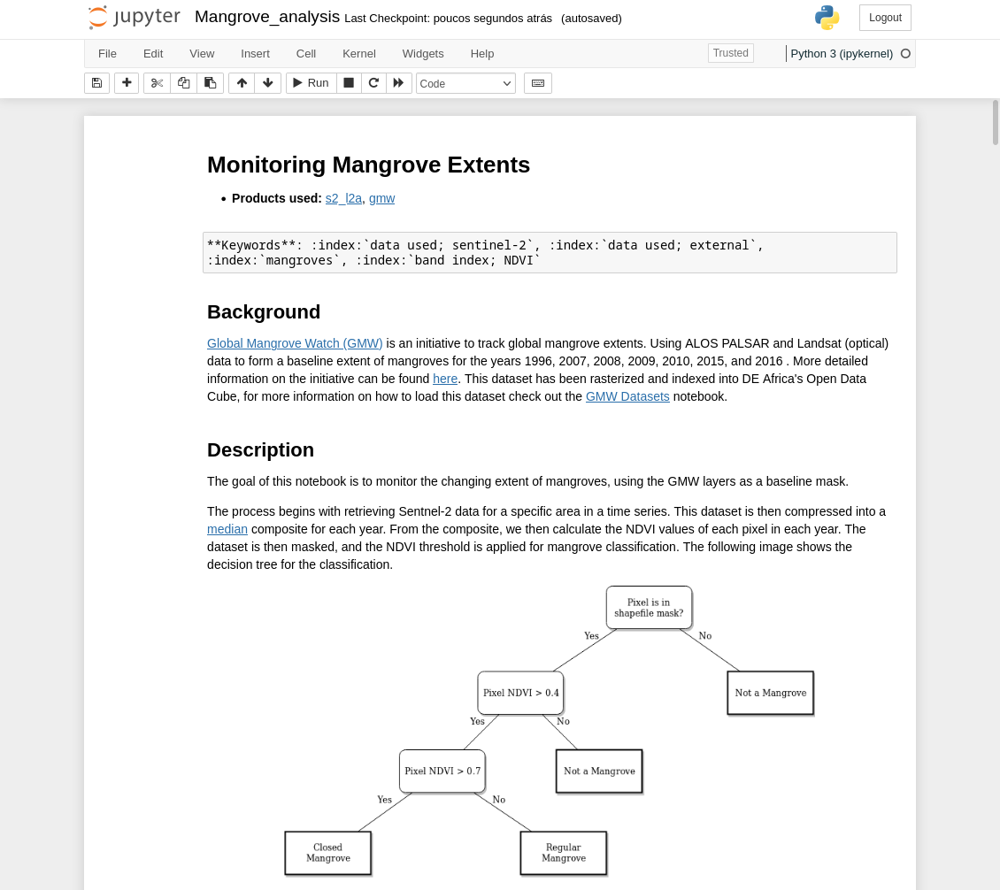 jupyter Mangrove_analysis Last Checkpoint: poucos segundos atrás (autosaved)
Logout
File Edit View Insert Cell Kernel Widgets Help
Trusted
Python 3 (ipykernel)
Run
Code
Monitoring Mangrove Extents
• Products used: s2_l2a, gmw
**Keywords**: :index:`data used; sentinel-2`, :index:`data used; external`,
:index:`mangroves`, :index:`band index; NDVI`
Background
Global Mangrove Watch (GMW) is an initiative to track global mangrove extents. Using ALOS PALSAR and Landsat (optical)
data to form a baseline extent of mangroves for the years 1996, 2007, 2008, 2009, 2010, 2015, and 2016 . More detailed
information on the initiative can be found here. This dataset has been rasterized and indexed into DE Africa's Open Data
Cube, for more information on how to load this dataset check out the GMW Datasets notebook.
Description
The goal of this notebook is to monitor the changing extent of mangroves, using the GMW layers as a baseline mask.
The process begins with retrieving Sentnel-2 data for a specific area in a time series. This dataset is then compressed into a
median composite for each year. From the composite, we then calculate the NDVI values of each pixel in each year. The
dataset is then masked, and the NDVI threshold is applied for mangrove classification. The following image shows the
decision tree for the classification.
Pixel is in
shapefile mask?
Yes
No
Pixel NDVI > 0.4
Not a Mangrove
Yes
No
Pixel NDVI > 0.7
Not a Mangrove
Yes
No
Closed
Mangrove
Regular
Mangrove